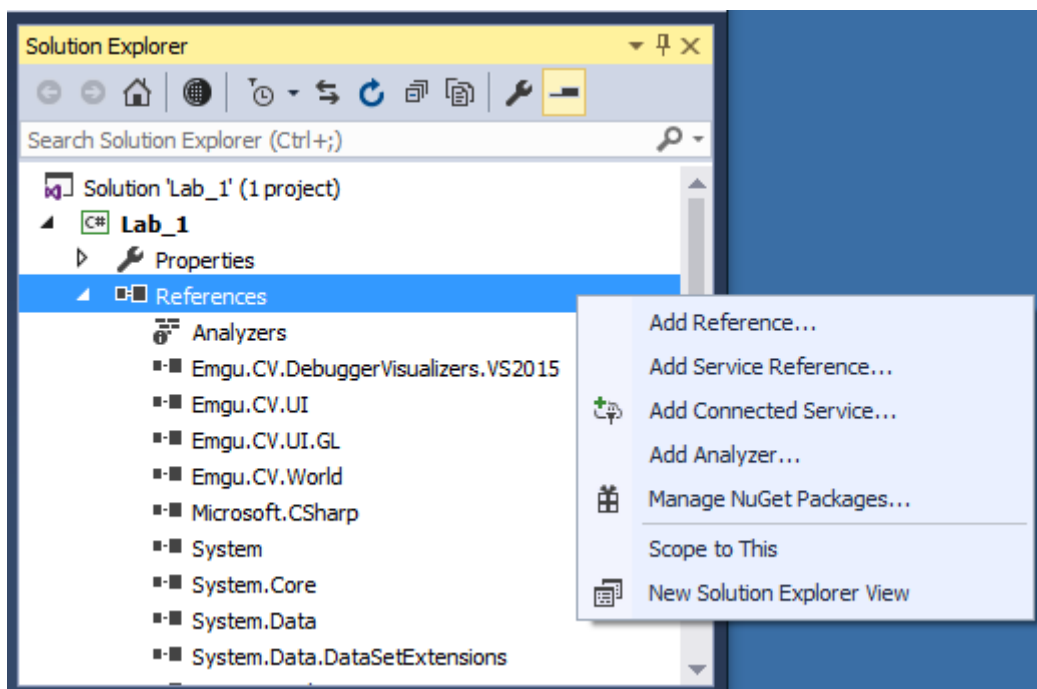 Solution Explorer
Search Solution Explorer (Ctrl+;)
Solution 'Lab_1' (1 project)
C# Lab_1
Properties
References
Analyzers
Emgu.CV.DebuggerVisualizers.VS2015
Emgu.CV.UI
Emgu.CV.UI.GL
Emgu.CV.World
Microsoft.CSharp
System
System.Core
System.Data
System.Data.DataSetExtensions
Add Reference...
Add Service Reference...
Add Connected Service...
Add Analyzer...
Manage NuGet Packages...
Scope to This
New Solution Explorer View